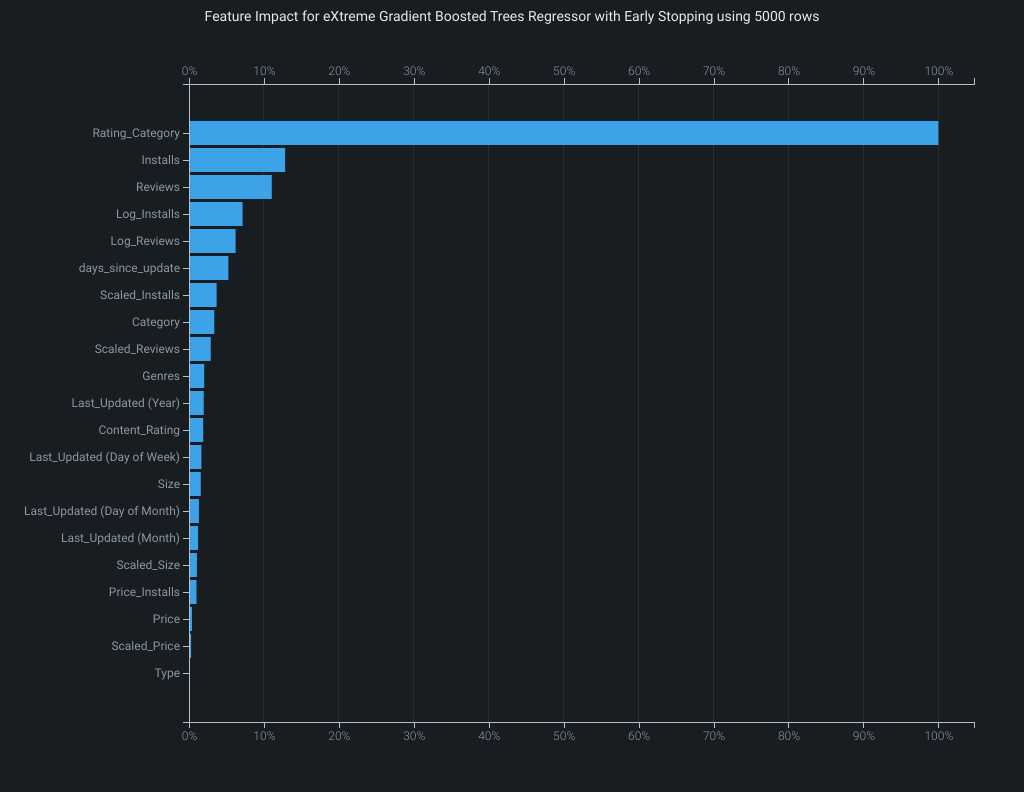 Feature Impact for eXtreme Gradient Boosted Trees Regressor with Early Stopping using 5000 rows
0% 10% 20% 30% 40% 50% 60% 70% 80% 90% 100%
Rating_Category
Installs
Reviews
Log_Installs
Log_Reviews
days_since_update
Scaled_Installs
Category
Scaled_Reviews
Genres
Last_Updated (Year)
Content_Rating
Last_Updated (Day of Week)
Size
Last_Updated (Day of Month)
Last_Updated (Month)
Scaled_Size
Price_Installs
Price
Scaled_Price
Type
0% 10% 20% 30% 40% 50% 60% 70% 80% 90% 100%